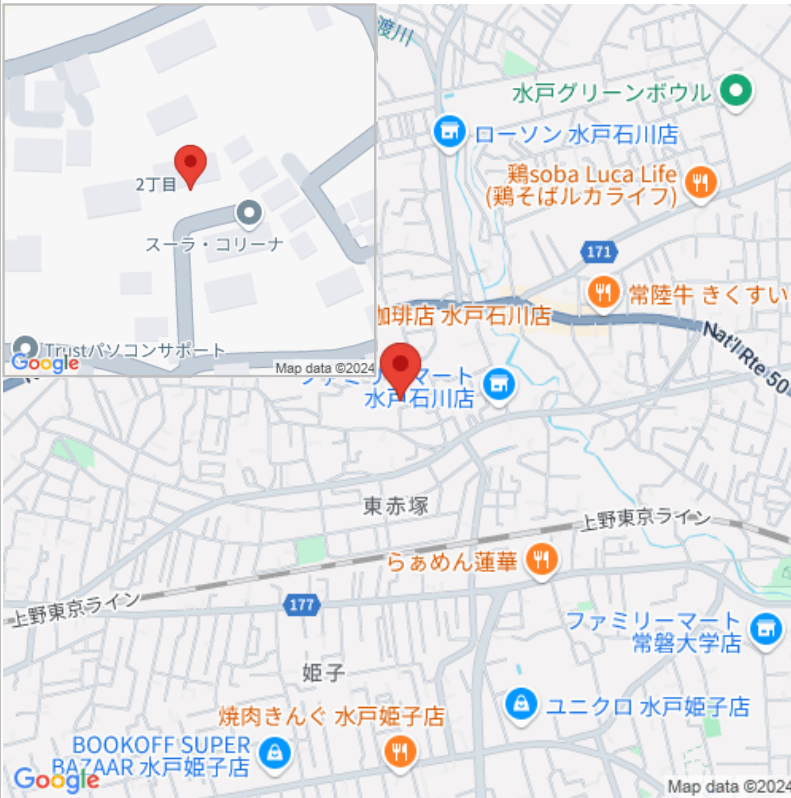 2丁目
スーラ・コリーナ
Trustパソコンサポート
Google
Map data ©2024
渡川
水戸グリーンボウル
ローソン 水戸石川店
鶏soba Luca Life
(鶏そばルカライフ)
171
常陸牛 きくすい
珈琲店 水戸石川店
Nat'l Rte 50
ファミリーマート
水戸石川店
東赤塚
上野東京ライン
らぁめん蓮華
177
上野東京ライン
ファミリーマート
常磐大学店
姫子
ユニクロ 水戸姫子店
焼肉きんぐ 水戸姫子店
BOOKOFF SUPER
BAZAAR 水戸姫子店
Google
Map data ©2024